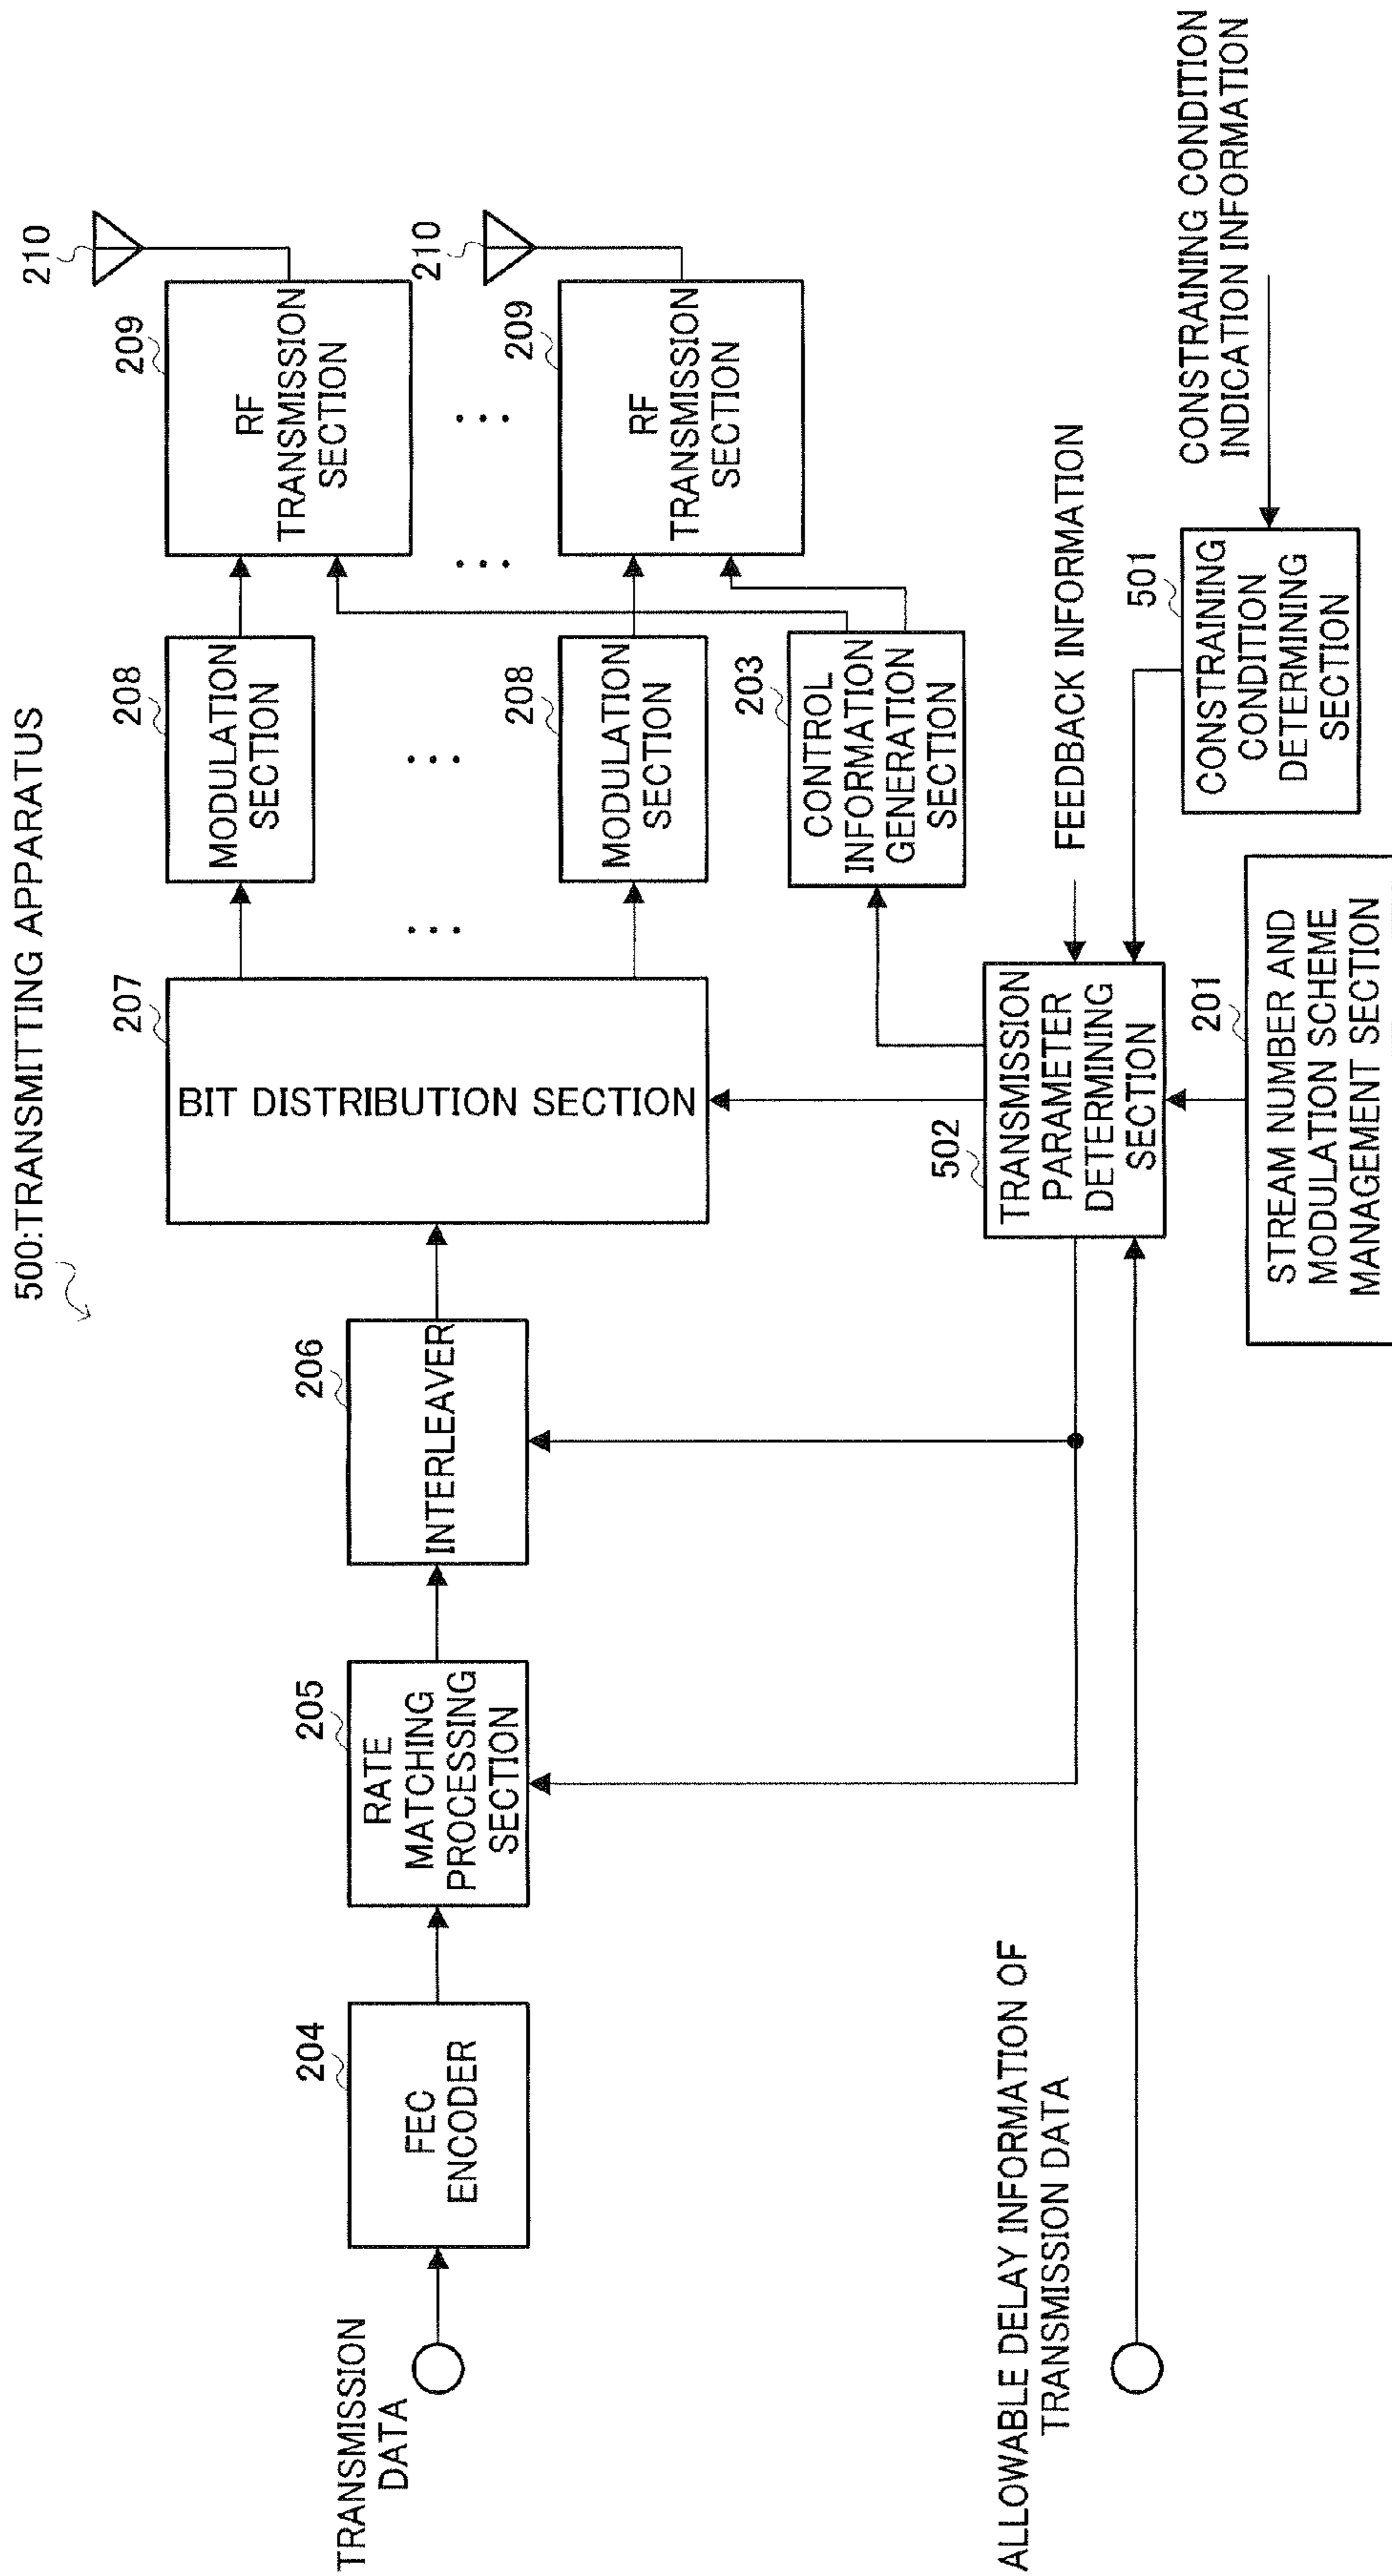 500:TRANSMITTING APPARATUS
TRANSMISSION
DATA
204
FEC
ENCODER
205
RATE
MATCHING
PROCESSING
SECTION
206
INTERLEAVER
207
BIT DISTRIBUTION SECTION
208
MODULATION
SECTION
...
...
208
MODULATION
SECTION
209
RF
TRANSMISSION
SECTION
210
...
...
209
RF
TRANSMISSION
SECTION
210
203
CONTROL
INFORMATION
GENERATION
SECTION
ALLOWABLE DELAY INFORMATION OF
TRANSMISSION DATA
502
TRANSMISSION
PARAMETER
DETERMINING
SECTION
FEEDBACK INFORMATION
501
CONSTRAINING
CONDITION
DETERMINING
SECTION
CONSTRAINING CONDITION
INDICATION INFORMATION
201
STREAM NUMBER AND
MODULATION SCHEME
MANAGEMENT SECTION